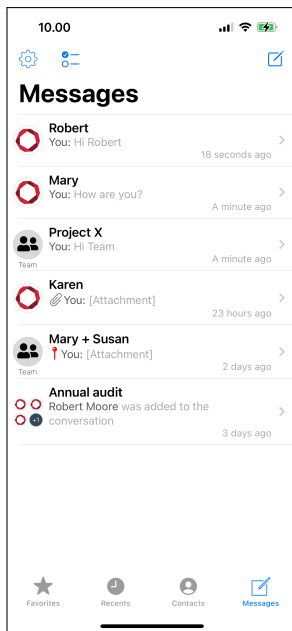 10.00
Messages
Robert
You: Hi Robert
18 seconds ago
Mary
You: How are you?
A minute ago
Project X
You: Hi Team
Team
A minute ago
Karen
You: [Attachment]
23 hours ago
Mary + Susan
You: [Attachment]
Team
2 days ago
Annual audit
Robert Moore was added to the
+1 conversation
3 days ago
Favorites Recents Contacts Messages